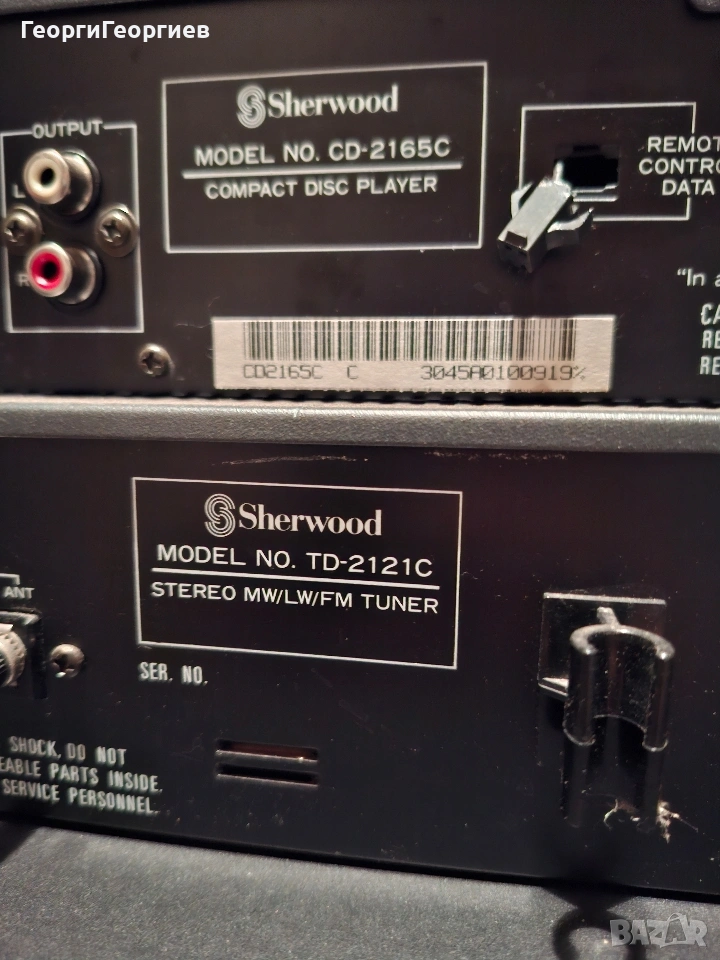 ГеоргиГеоргиев
OUTPUT
L
R
Sherwood
MODEL NO. CD-2165C
COMPACT DISC PLAYER
REMOT
CONTRO
DATA
"In a
CA
RE
RE
CD2165C C 3045A0100919%
Sherwood
MODEL NO. TD-2121C
STEREO MW/LW/FM TUNER
ANT
SER. NO.
SHOCK, DO NOT
EABLE PARTS INSIDE.
SERVICE PERSONNEL.
BAZAR